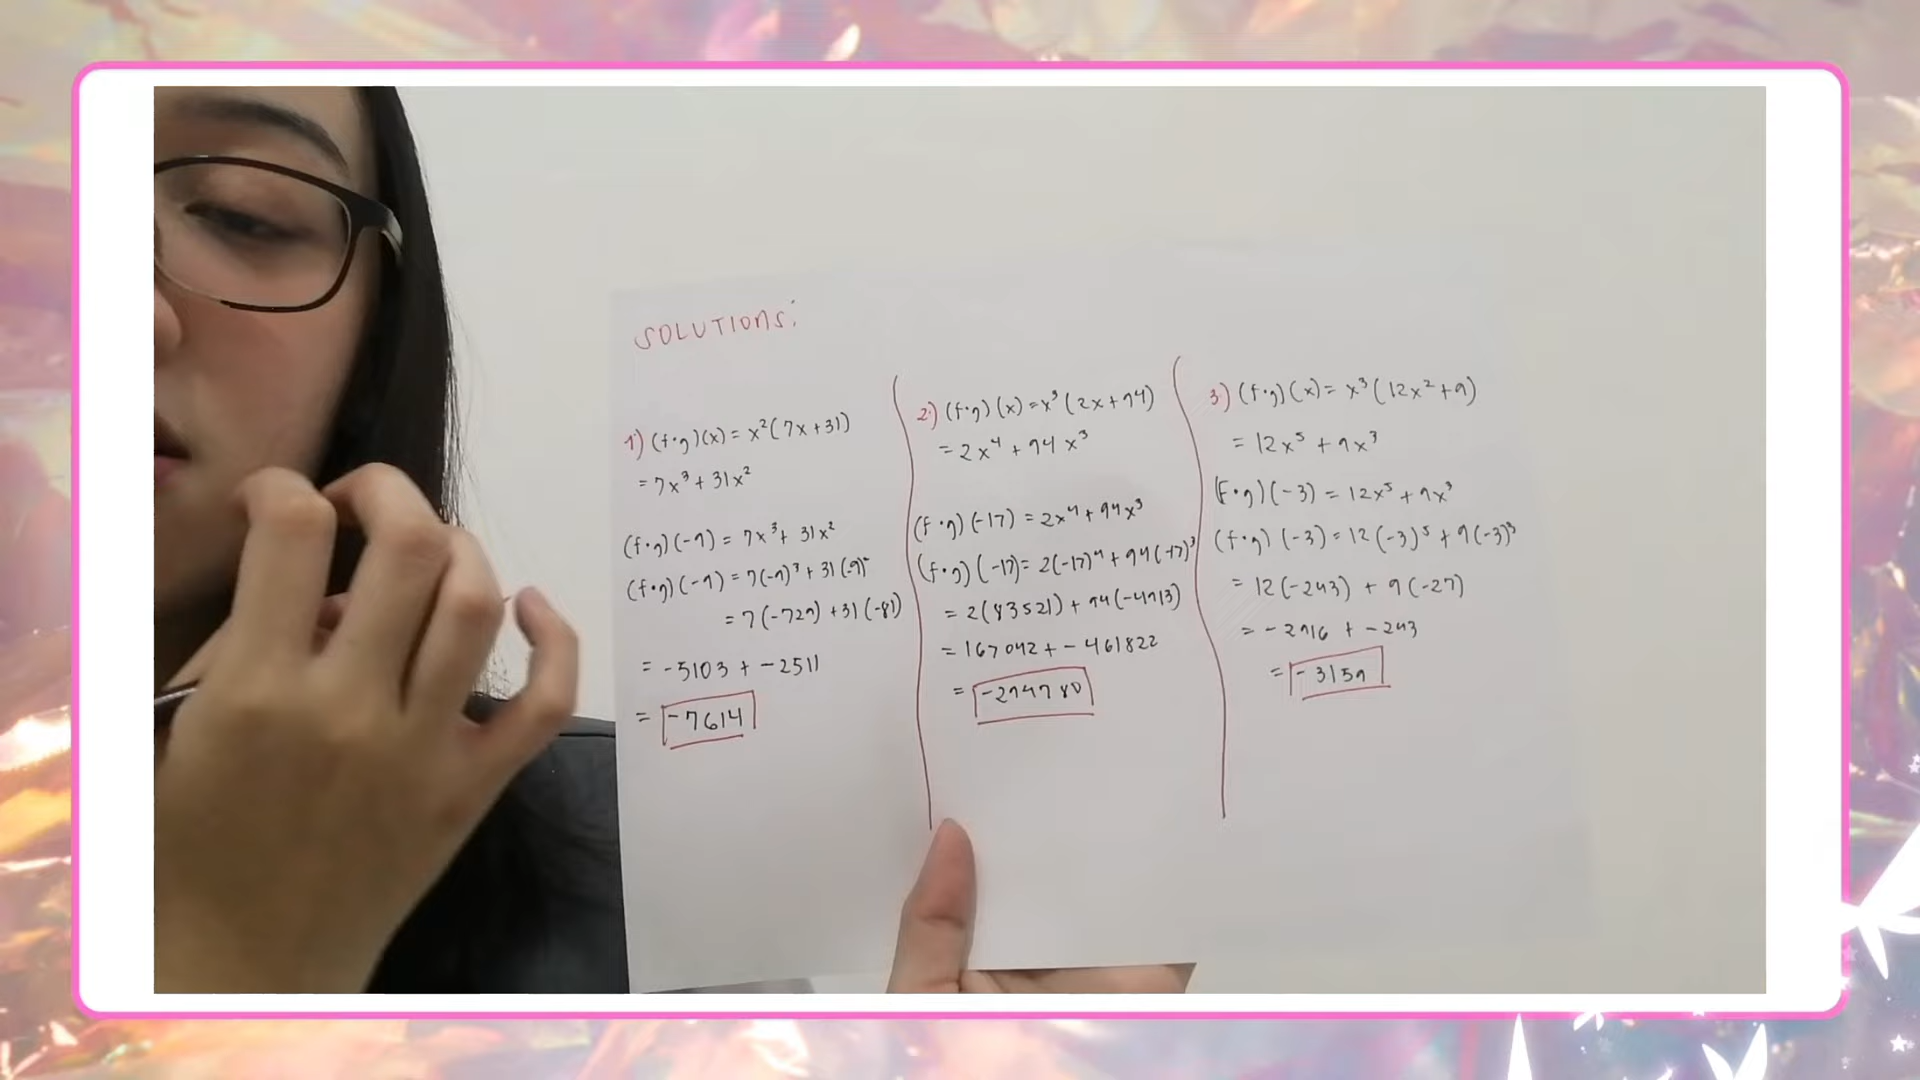 SOLUTIONS:
1) (f•g)(x) = x²(7x+31)
= 7x³ + 31x²
(f•g)(-9) = 7x³ + 31x²
(f•g)(-9) = 7(-9)³ + 31(-9)²
= 7(-729) + 31(-81)
= -5103 + -2511
= -7614
2) (f•g)(x) = x³(2x+94)
= 2x⁴ + 94x³
(f•g)(-17) = 2x⁴ + 94x³
(f•g)(-17) = 2(-17)⁴ + 94(-17)³
= 2(83521) + 94(-4913)
= 167042 + -461822
= -294780
3) (f•g)(x) = x³(12x²+9)
= 12x⁵ + 9x³
(f•g)(-3) = 12x⁵ + 9x³
(f•g)(-3) = 12(-3)⁵ + 9(-3)³
= 12(-243) + 9(-27)
= -2916 + -243
= -3159